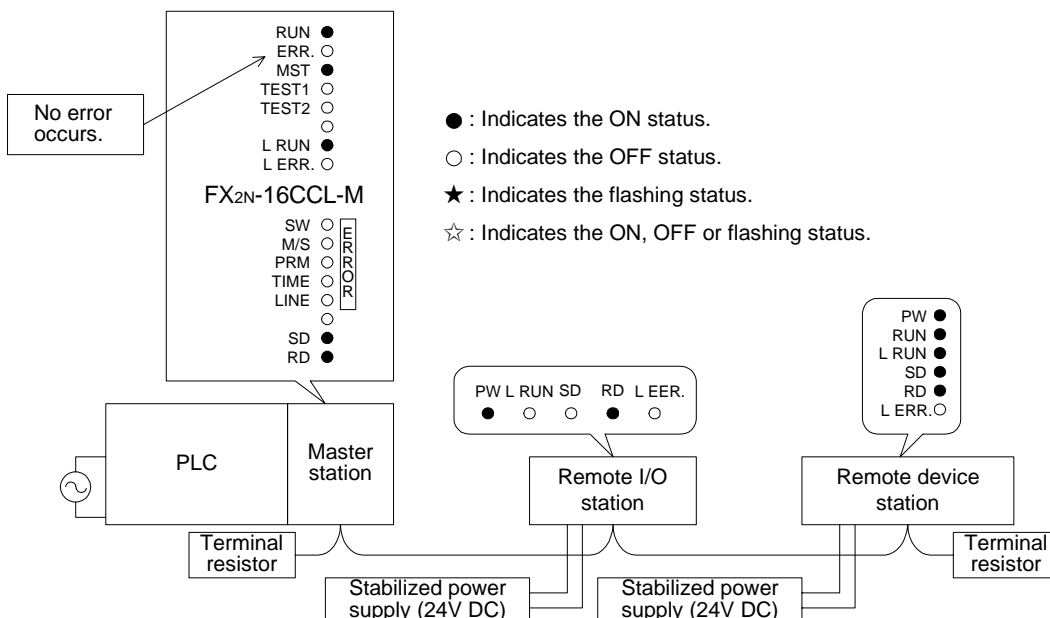 RUN
ERR.
MST
TEST1
TEST2
L RUN
L ERR.
FX2N-16CCL-M
SW
M/S
PRM
TIME
LINE
ERROR
SD
RD
No error
occurs.
● : Indicates the ON status.
○ : Indicates the OFF status.
★ : Indicates the flashing status.
☆ : Indicates the ON, OFF or flashing status.
PW L RUN SD RD L EER.
PW
RUN
L RUN
SD
RD
L ERR.
PLC
Master
station
Remote I/O
station
Remote device
station
Terminal
resistor
Stabilized power
supply (24V DC)
Stabilized power
supply (24V DC)
Terminal
resistor